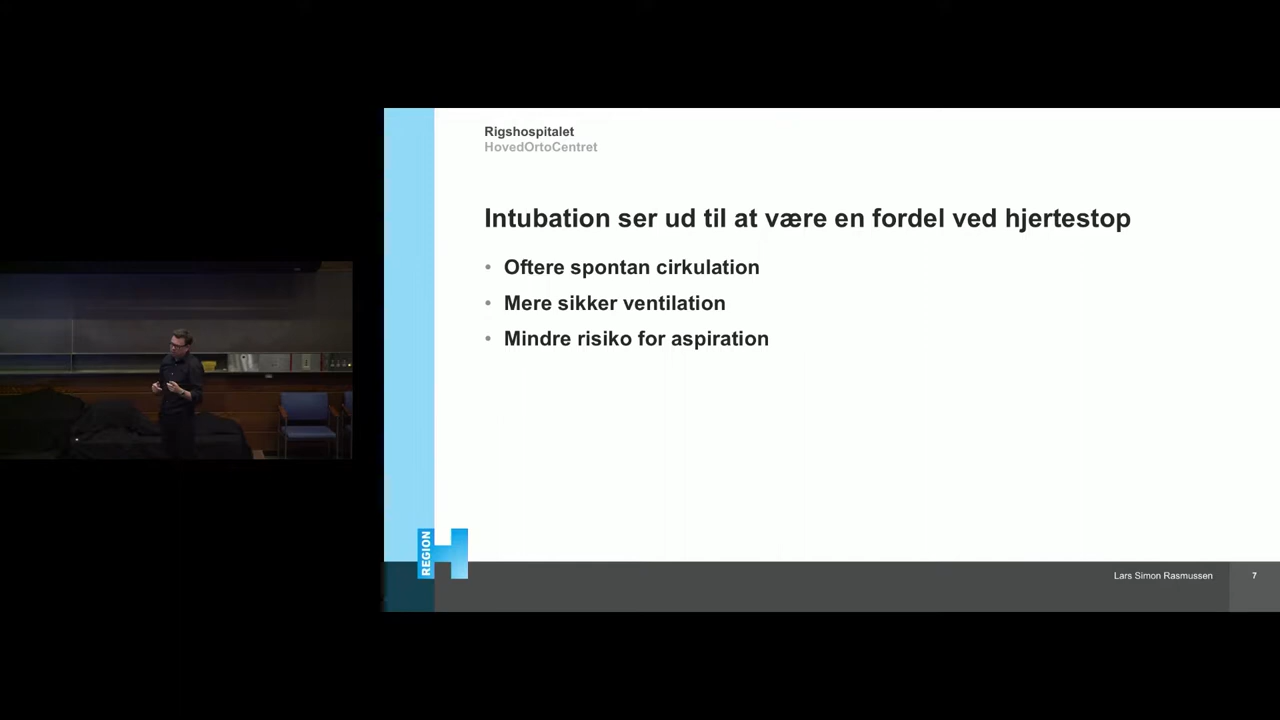 Rigshospitalet
HovedOrtoCentret
Intubation ser ud til at være en fordel ved hjertestop
• Oftere spontan cirkulation
• Mere sikker ventilation
• Mindre risiko for aspiration
REGION
H
Lars Simon Rasmussen 7